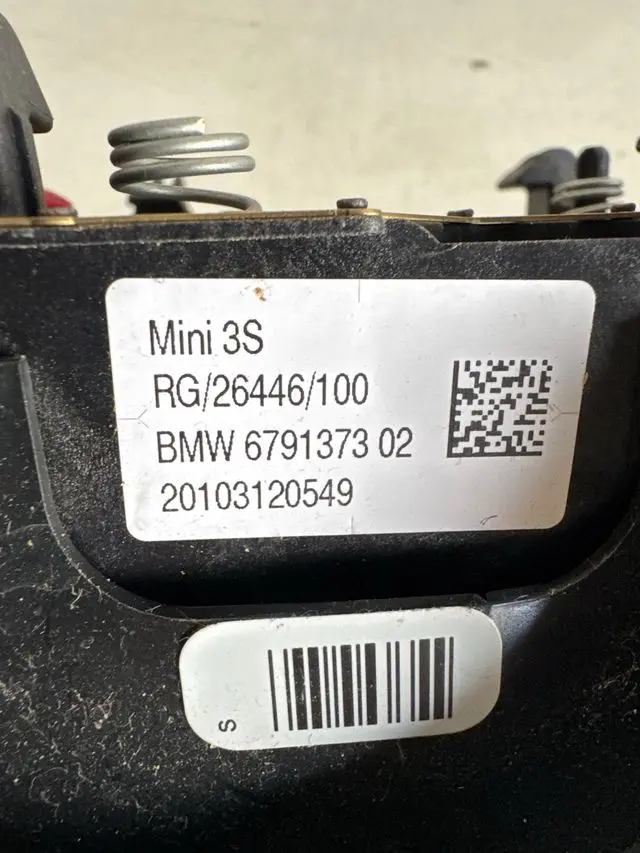 Mini 3S
RG/26446/100
BMW 6791373 02
20103120549
S